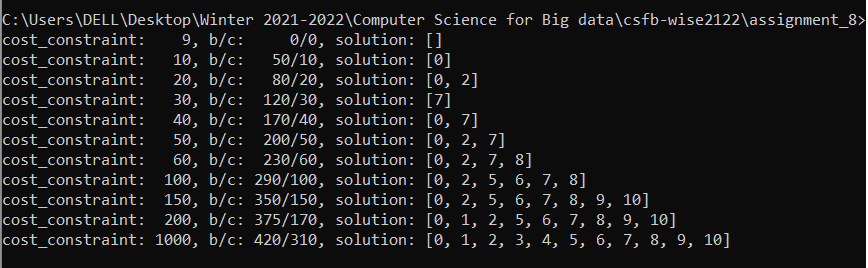 C:\Users\DELL\Desktop\Winter 2021-2022\Computer Science for Big data\csfb-wise2122\assignment_8>
cost_constraint:    9, b/c:     0/0, solution: []
cost_constraint:   10, b/c:   50/10, solution: [0]
cost_constraint:   20, b/c:   80/20, solution: [0, 2]
cost_constraint:   30, b/c:  120/30, solution: [7]
cost_constraint:   40, b/c:  170/40, solution: [0, 7]
cost_constraint:   50, b/c:  200/50, solution: [0, 2, 7]
cost_constraint:   60, b/c:  230/60, solution: [0, 2, 7, 8]
cost_constraint:  100, b/c: 290/100, solution: [0, 2, 5, 6, 7, 8]
cost_constraint:  150, b/c: 350/150, solution: [0, 2, 5, 6, 7, 8, 9, 10]
cost_constraint:  200, b/c: 375/170, solution: [0, 1, 2, 5, 6, 7, 8, 9, 10]
cost_constraint: 1000, b/c: 420/310, solution: [0, 1, 2, 3, 4, 5, 6, 7, 8, 9, 10]